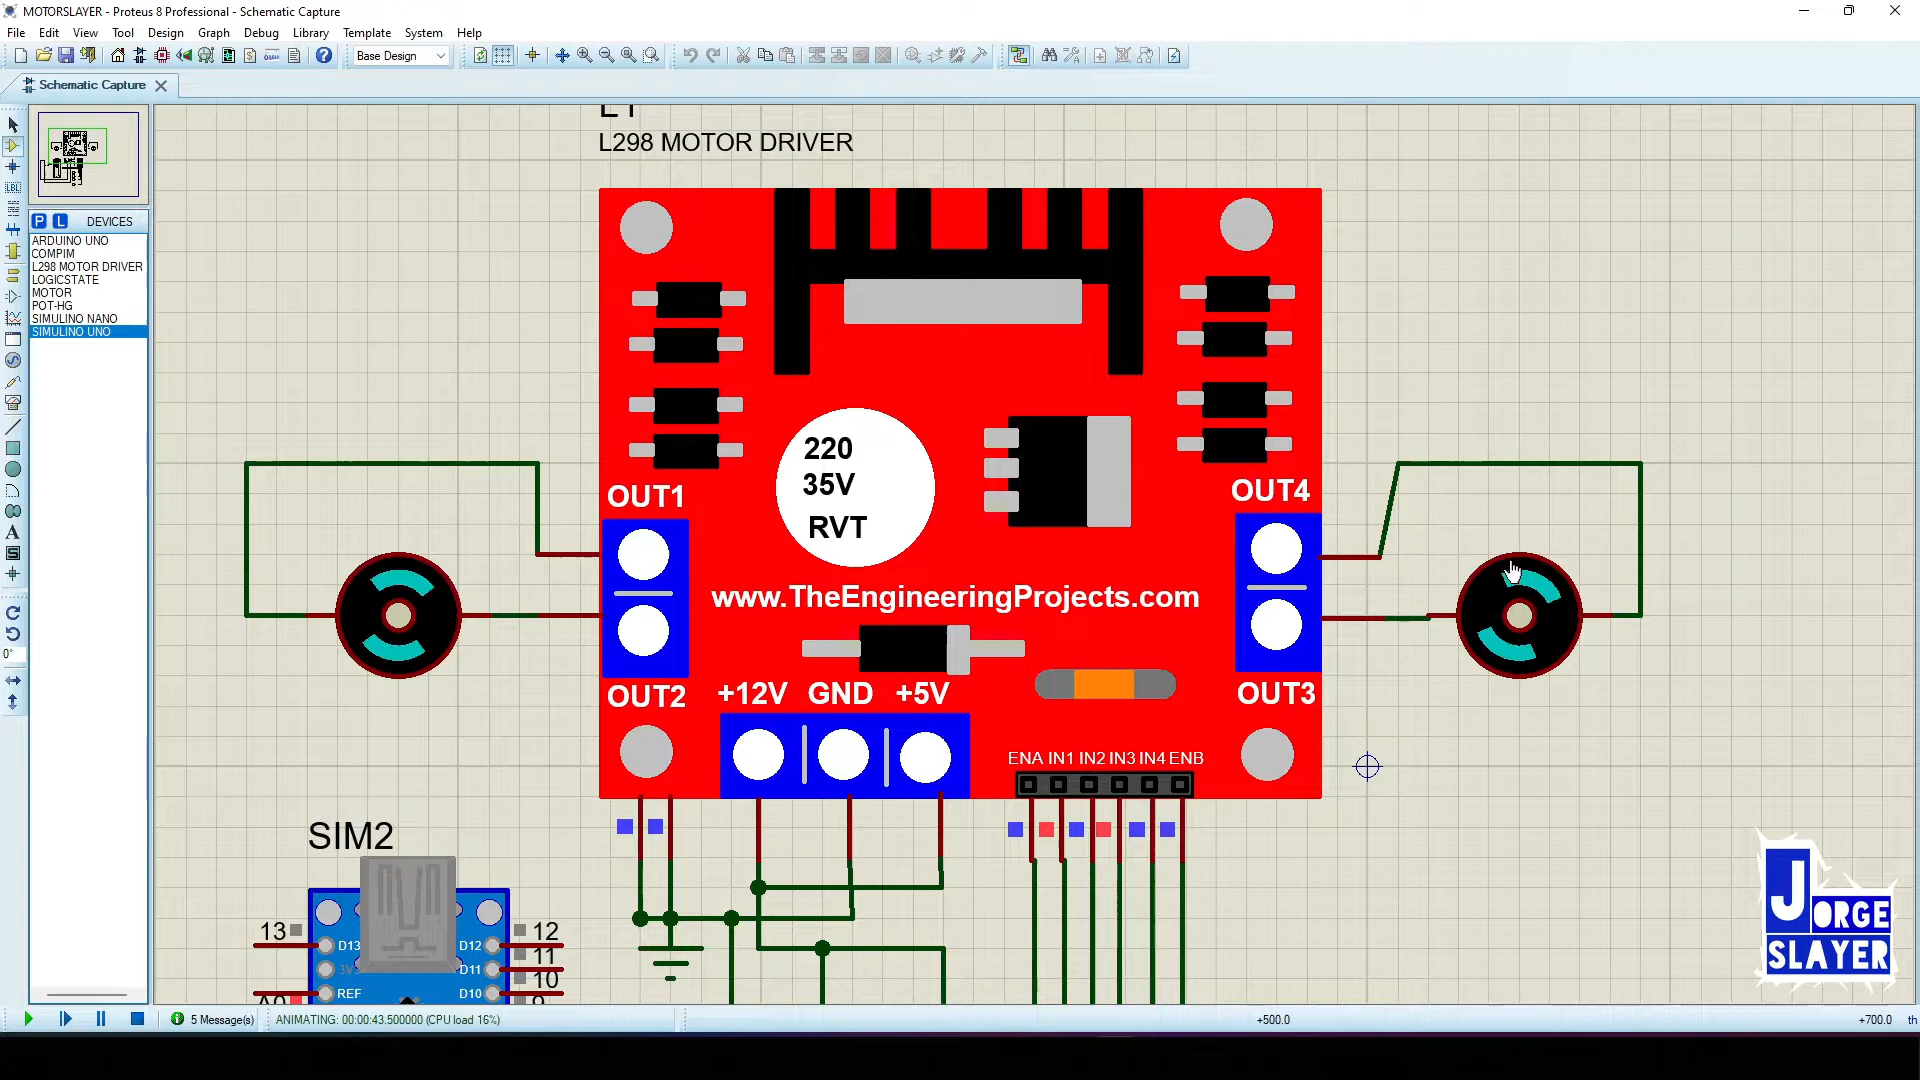 MOTORSLAYER - Proteus 8 Professional - Schematic Capture
File Edit View Tool Design Graph Debug Library Template System Help
Base Design
Schematic Capture
L298 MOTOR DRIVER
P L DEVICES
ARDUINO UNO
COMPIM
L298 MOTOR DRIVER
LOGICSTATE
MOTOR
POT-HG
SIMULINO NANO
SIMULINO UNO
LBL
A
S
0°
220
35V
RVT
OUT1
OUT4
www.TheEngineeringProjects.com
OUT2
+12V GND +5V
OUT3
ENA IN1 IN2 IN3 IN4 ENB
SIM2
13
D13
D12
12
D11
11
REF
D10
10
JORGE
SLAYER
5 Message(s)
ANIMATING: 00:00:43.500000 (CPU load 16%)
+500.0
+700.0
th